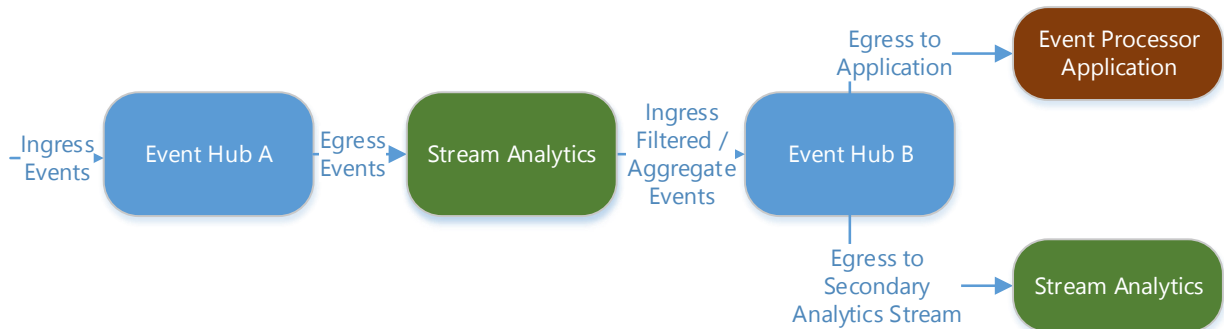 Ingress
Events
Event Hub A
Egress
Events
Stream Analytics
Ingress
Filtered /
Aggregate
Events
Event Hub B
Egress to
Application
Event Processor
Application
Egress to
Secondary
Analytics Stream
Stream Analytics